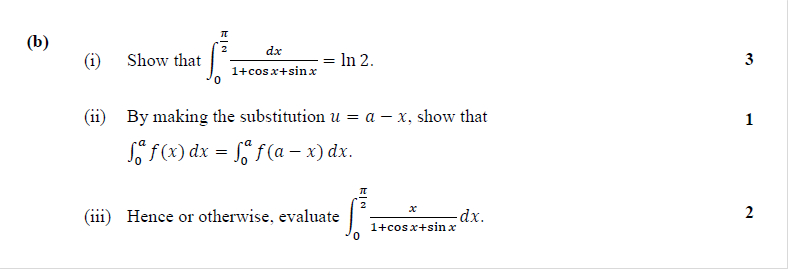 (b)
(i) Show that ∫₀^(π/2) dx/(1+cos x+sin x) = ln 2. 3
(ii) By making the substitution u = a − x, show that 1
∫₀^a f(x) dx = ∫₀^a f(a − x) dx.
(iii) Hence or otherwise, evaluate ∫₀^(π/2) x/(1+cos x+sin x) dx. 2